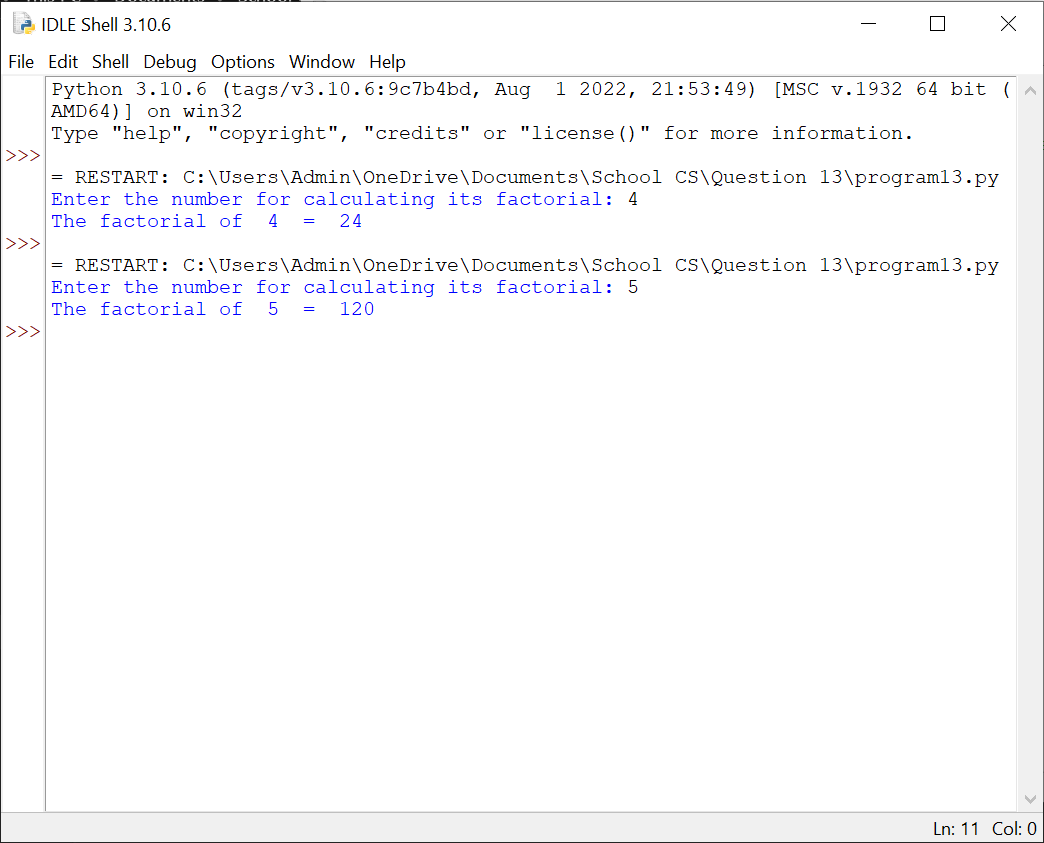 IDLE Shell 3.10.6
File Edit Shell Debug Options Window Help
Python 3.10.6 (tags/v3.10.6:9c7b4bd, Aug  1 2022, 21:53:49) [MSC v.1932 64 bit (
AMD64)] on win32
Type "help", "copyright", "credits" or "license()" for more information.
>>>
= RESTART: C:\Users\Admin\OneDrive\Documents\School CS\Question 13\program13.py
Enter the number for calculating its factorial: 4
The factorial of  4  =  24
>>>
= RESTART: C:\Users\Admin\OneDrive\Documents\School CS\Question 13\program13.py
Enter the number for calculating its factorial: 5
The factorial of  5  =  120
>>>
Ln: 11 Col: 0